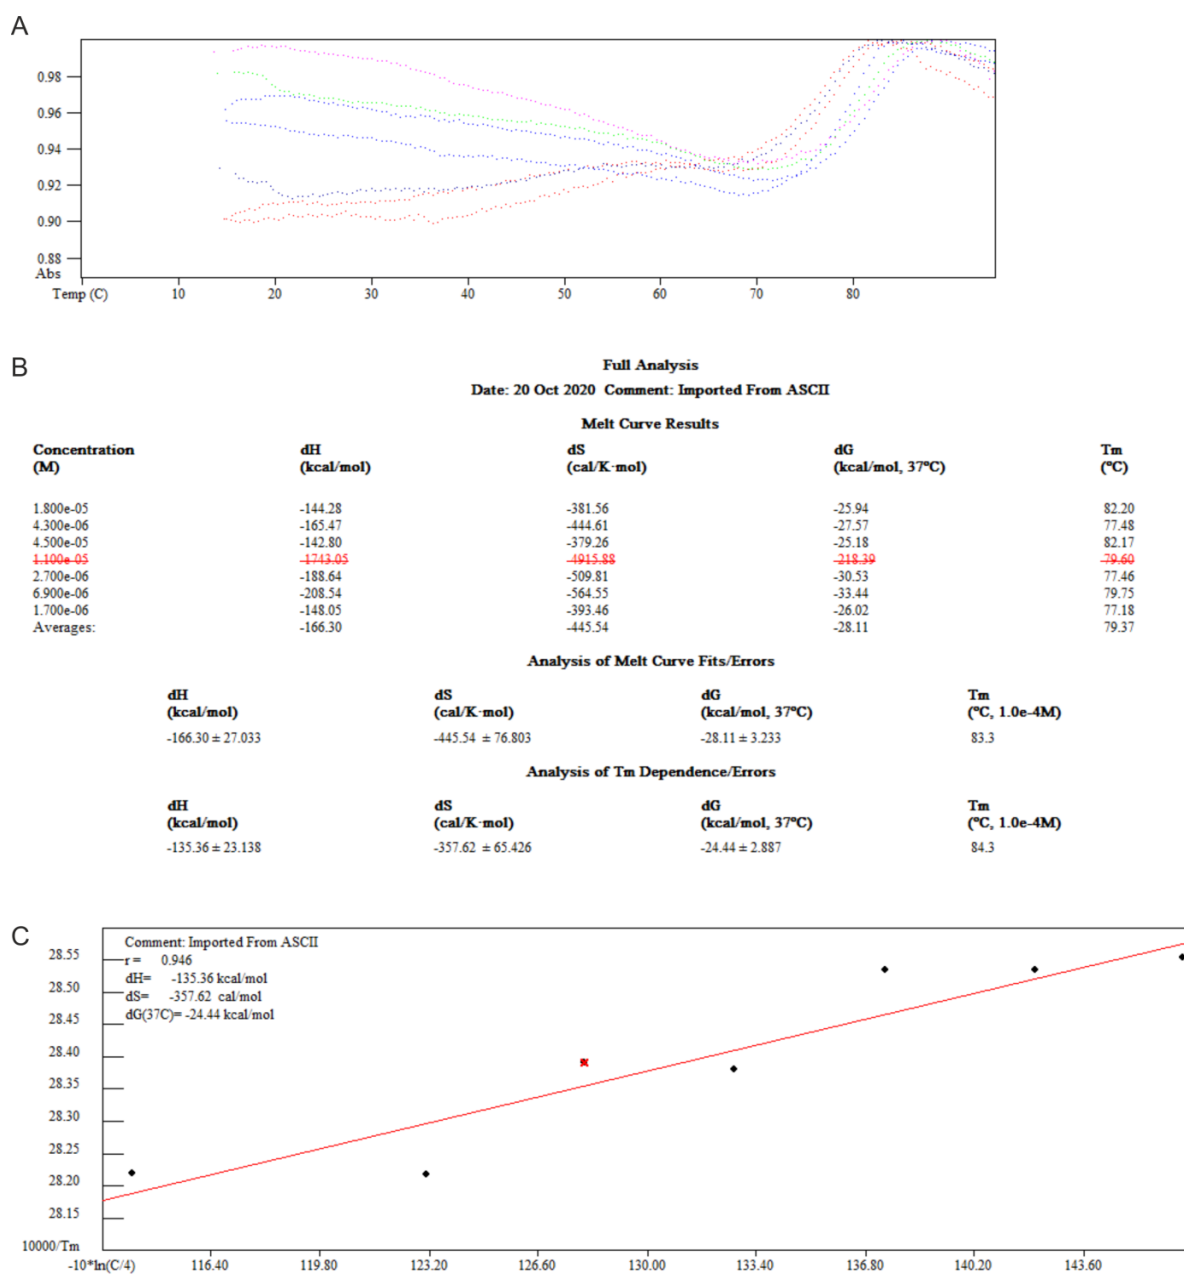 A
0.98
0.96
0.94
0.92
0.90
0.88
Abs
Temp (C) 10 20 30 40 50 60 70 80
B
Full Analysis
Date: 20 Oct 2020 Comment: Imported From ASCII
Melt Curve Results
Concentration dH dS dG Tm
(M) (kcal/mol) (cal/K·mol) (kcal/mol, 37ºC) (ºC)
1.800e-05 -144.28 -381.56 -25.94 82.20
4.300e-06 -165.47 -444.61 -27.57 77.48
4.500e-05 -142.80 -379.26 -25.18 82.17
1.100e-05 -1743.05 -4915.88 -218.39 79.60
2.700e-06 -188.64 -509.81 -30.53 77.46
6.900e-06 -208.54 -564.55 -33.44 79.75
1.700e-06 -148.05 -393.46 -26.02 77.18
Averages: -166.30 -445.54 -28.11 79.37
Analysis of Melt Curve Fits/Errors
dH dS dG Tm
(kcal/mol) (cal/K·mol) (kcal/mol, 37ºC) (ºC, 1.0e-4M)
-166.30 ± 27.033 -445.54 ± 76.803 -28.11 ± 3.233 83.3
Analysis of Tm Dependence/Errors
dH dS dG Tm
(kcal/mol) (cal/K·mol) (kcal/mol, 37ºC) (ºC, 1.0e-4M)
-135.36 ± 23.138 -357.62 ± 65.426 -24.44 ± 2.887 84.3
C
Comment: Imported From ASCII
r = 0.946
dH= -135.36 kcal/mol
dS= -357.62 cal/mol
dG(37C)= -24.44 kcal/mol
28.55
28.50
28.45
28.40
28.35
28.30
28.25
28.20
28.15
10000/Tm
-10*ln(C/4) 116.40 119.80 123.20 126.60 130.00 133.40 136.80 140.20 143.60